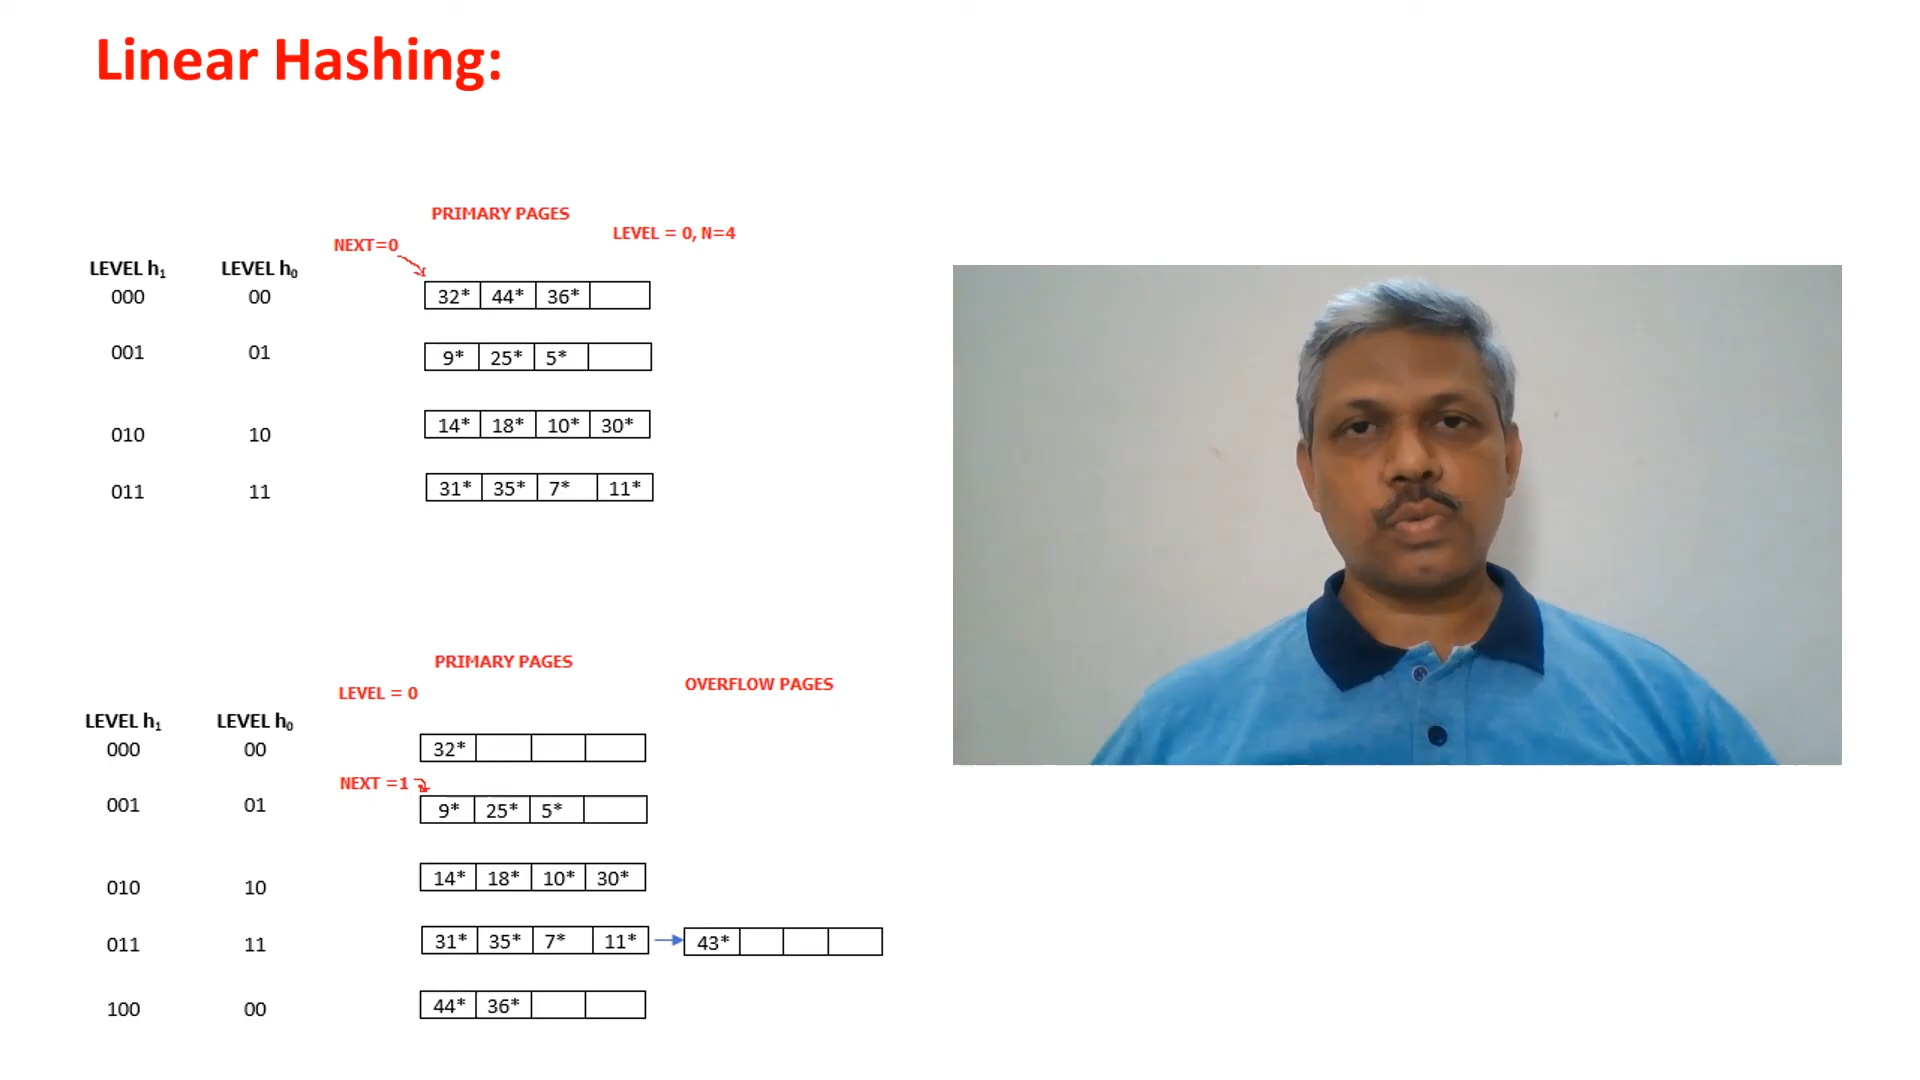 Linear Hashing:
PRIMARY PAGES
LEVEL = 0, N=4
NEXT=0
LEVEL h₁ LEVEL h₀
000 00 32* 44* 36*
001 01 9* 25* 5*
010 10 14* 18* 10* 30*
011 11 31* 35* 7* 11*
PRIMARY PAGES
OVERFLOW PAGES
LEVEL = 0
LEVEL h₁ LEVEL h₀
000 00 32*
NEXT =1
001 01 9* 25* 5*
010 10 14* 18* 10* 30*
011 11 31* 35* 7* 11* 43*
100 00 44* 36*